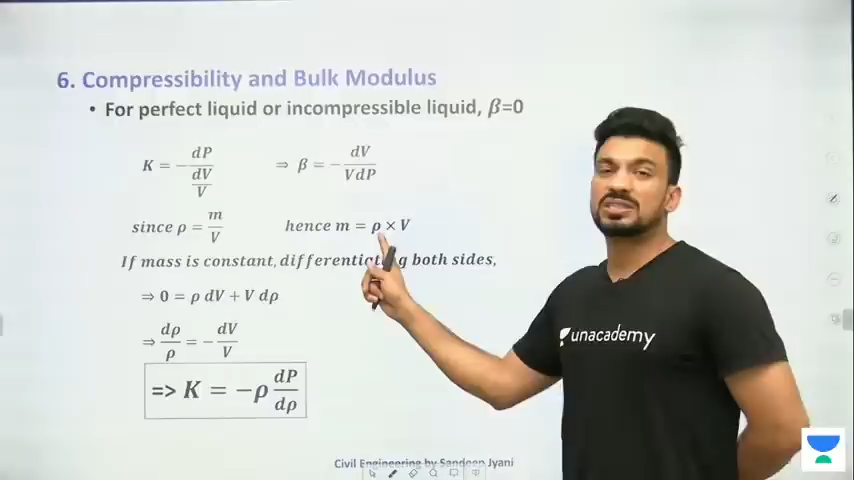 6. Compressibility and Bulk Modulus
• For perfect liquid or incompressible liquid, β=0
K = − dP / (dV / V) ⇒ β = − dV / VdP
since ρ = m / V hence m = ρ × V
If mass is constant, differentiating both sides,
⇒ 0 = ρ dV + V dρ
⇒ dρ / ρ = − dV / V
=> K = −ρ dP / dρ
unacademy
Civil Engineering by Sandeep Jyani